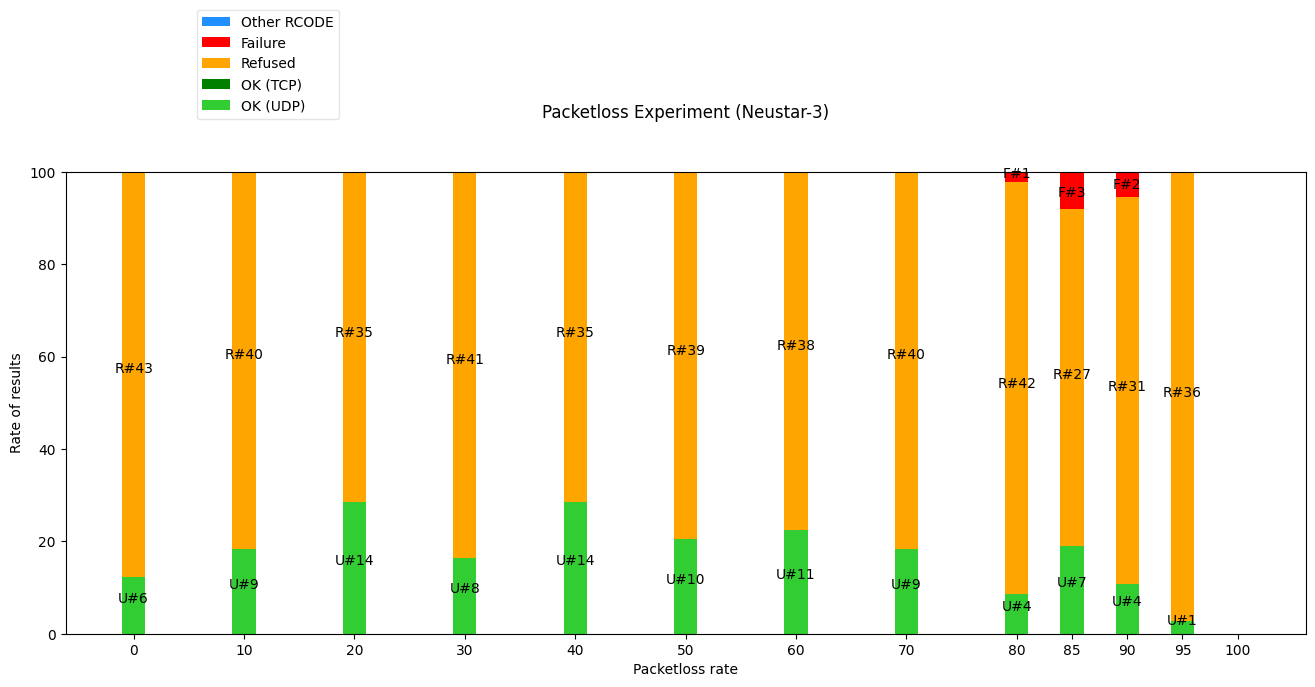 Other RCODE
Failure
Refused
OK (TCP)
OK (UDP)
Packetloss Experiment (Neustar-3)
100
80
60
40
20
0
Rate of results
F#1
F#3
F#2
R#43
R#40
R#35
R#41
R#35
R#39
R#38
R#40
R#42
R#27
R#31
R#36
U#6
U#9
U#14
U#8
U#14
U#10
U#11
U#9
U#4
U#7
U#4
U#1
0 10 20 30 40 50 60 70 80 85 90 95 100
Packetloss rate